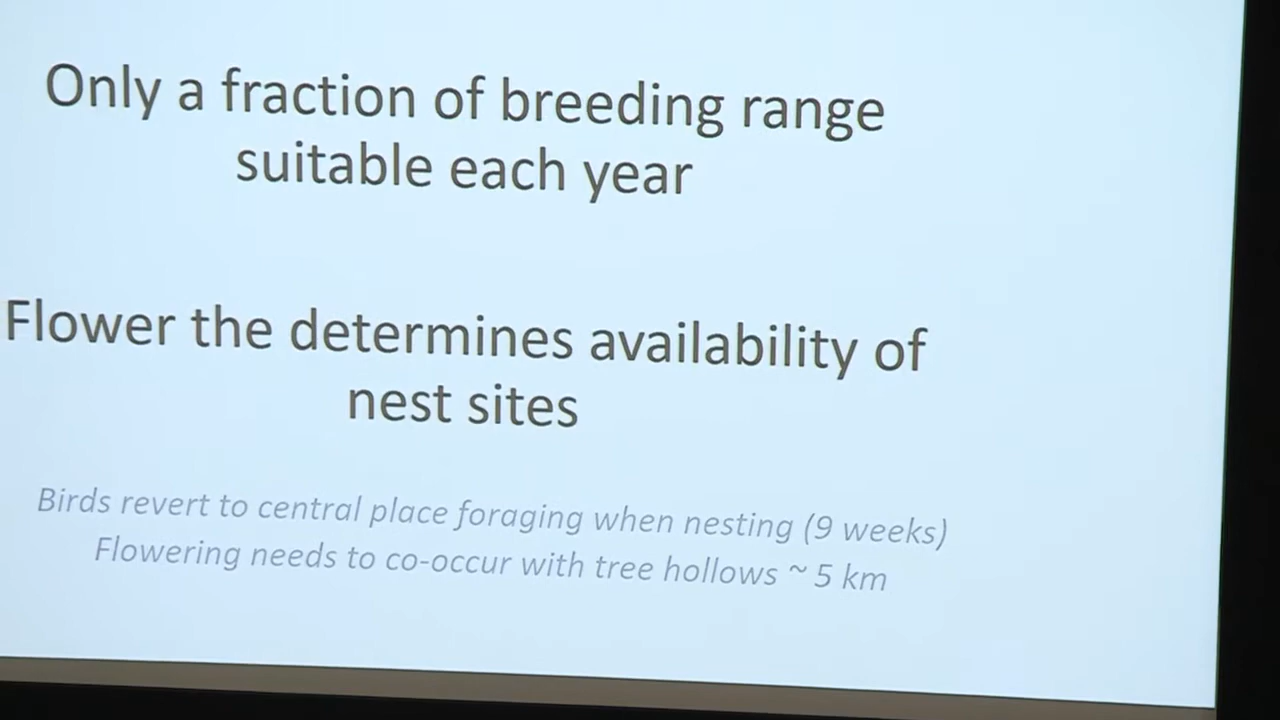 Only a fraction of breeding range
suitable each year
Flower the determines availability of
nest sites
Birds revert to central place foraging when nesting (9 weeks)
Flowering needs to co-occur with tree hollows ~ 5 km